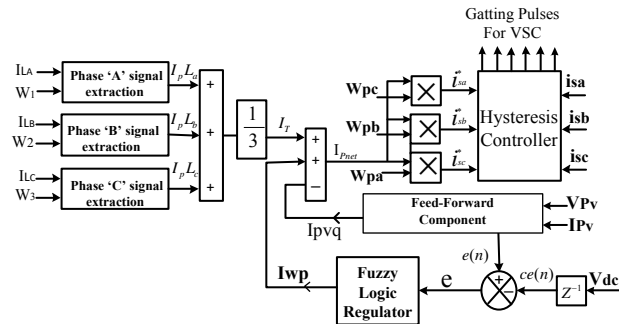 Gatting Pulses
For VSC
ILA
W1
Phase 'A' signal
extraction
IpLa
ILB
W2
Phase 'B' signal
extraction
IpLb
ILC
W3
Phase 'C' signal
extraction
IpLc
+
+
+
1/3
IT
+
+
−
IPnet
Wpc
Wpb
Wpa
×
×
×
i*sa
i*sb
i*sc
Hysteresis
Controller
isa
isb
isc
Ipvq
Feed-Forward
Component
VPv
IPv
e(n)
Iwp
Fuzzy
Logic
Regulator
e
+
−
ce(n)
Z⁻¹
Vdc